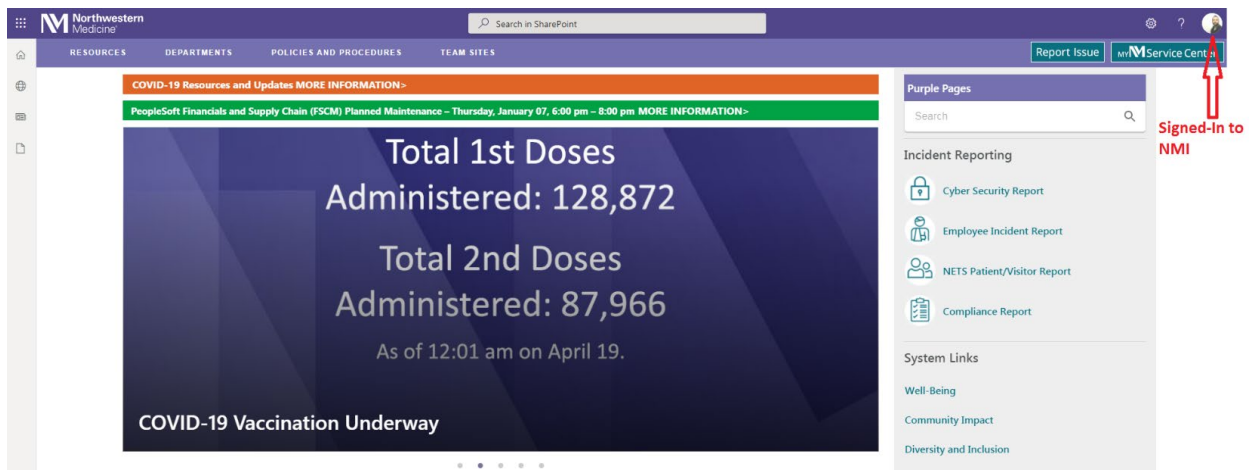 Northwestern
Medicine
Search in SharePoint
?
RESOURCES DEPARTMENTS POLICIES AND PROCEDURES TEAM SITES
Report Issue
MY NM Service Center
COVID-19 Resources and Updates MORE INFORMATION>
PeopleSoft Financials and Supply Chain (FSCM) Planned Maintenance – Thursday, January 07, 6:00 pm – 8:00 pm MORE INFORMATION>
Total 1st Doses
Administered: 128,872
Total 2nd Doses
Administered: 87,966
As of 12:01 am on April 19.
COVID-19 Vaccination Underway
Purple Pages
Search
Signed-In to
NMI
Incident Reporting
Cyber Security Report
Employee Incident Report
NETS Patient/Visitor Report
Compliance Report
System Links
Well-Being
Community Impact
Diversity and Inclusion